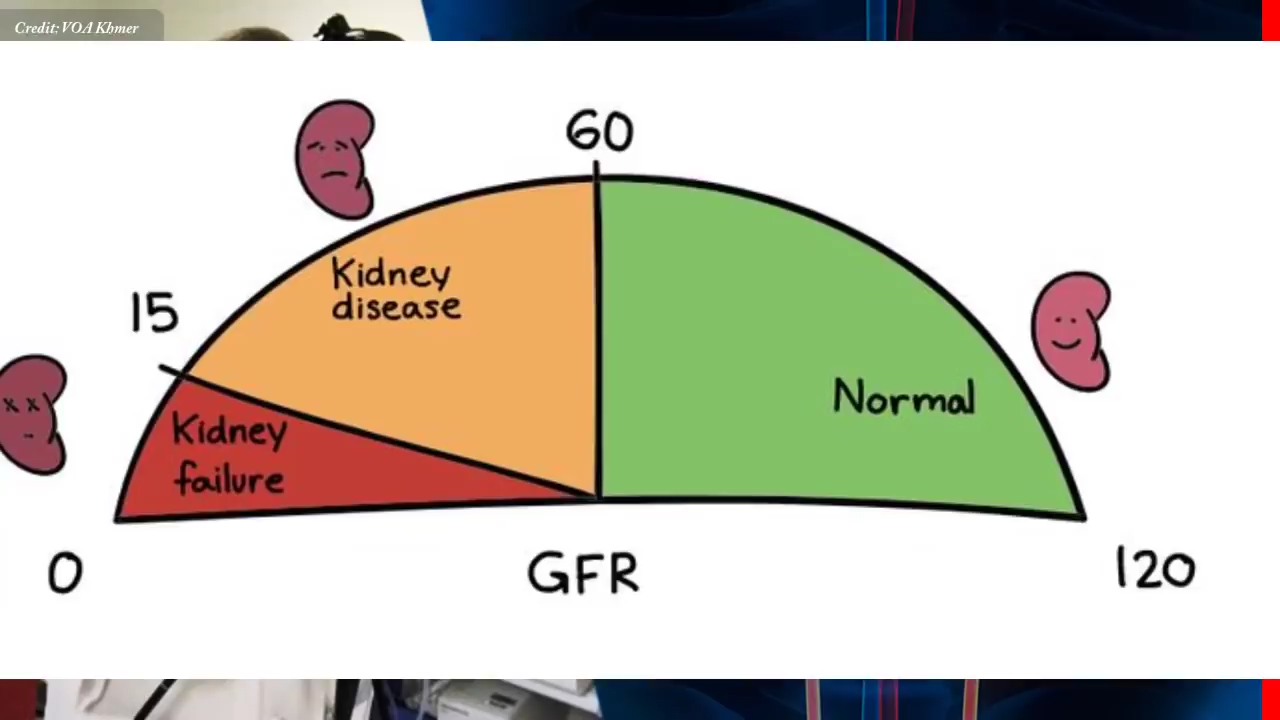 Credit: VOA Khmer
60
15
Kidney
disease
Normal
Kidney
failure
0
GFR
120